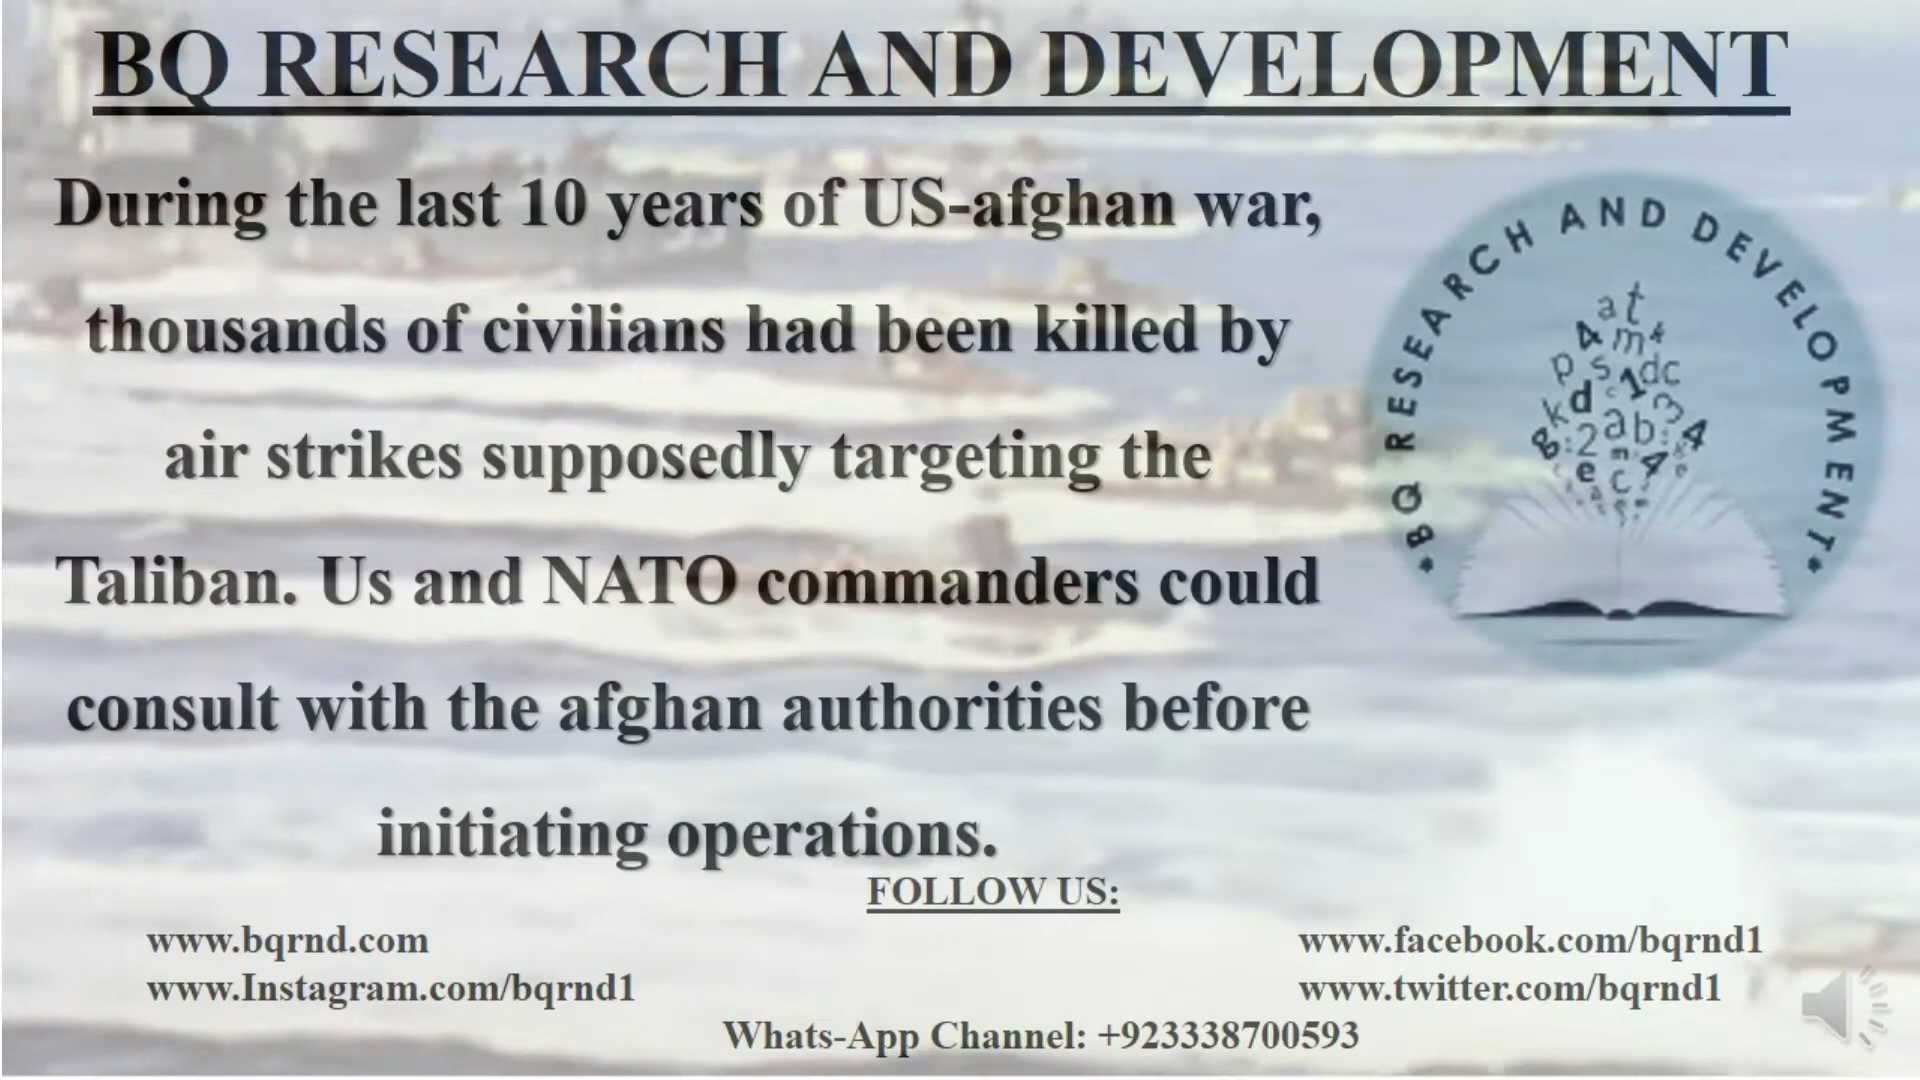 BQ RESEARCH AND DEVELOPMENT
During the last 10 years of US-afghan war,
thousands of civilians had been killed by
air strikes supposedly targeting the
Taliban. Us and NATO commanders could
consult with the afghan authorities before
initiating operations.
BQ RESEARCH AND DEVELOPMENT
FOLLOW US:
www.bqrnd.com
www.facebook.com/bqrnd1
www.Instagram.com/bqrnd1
www.twitter.com/bqrnd1
Whats-App Channel: +923338700593